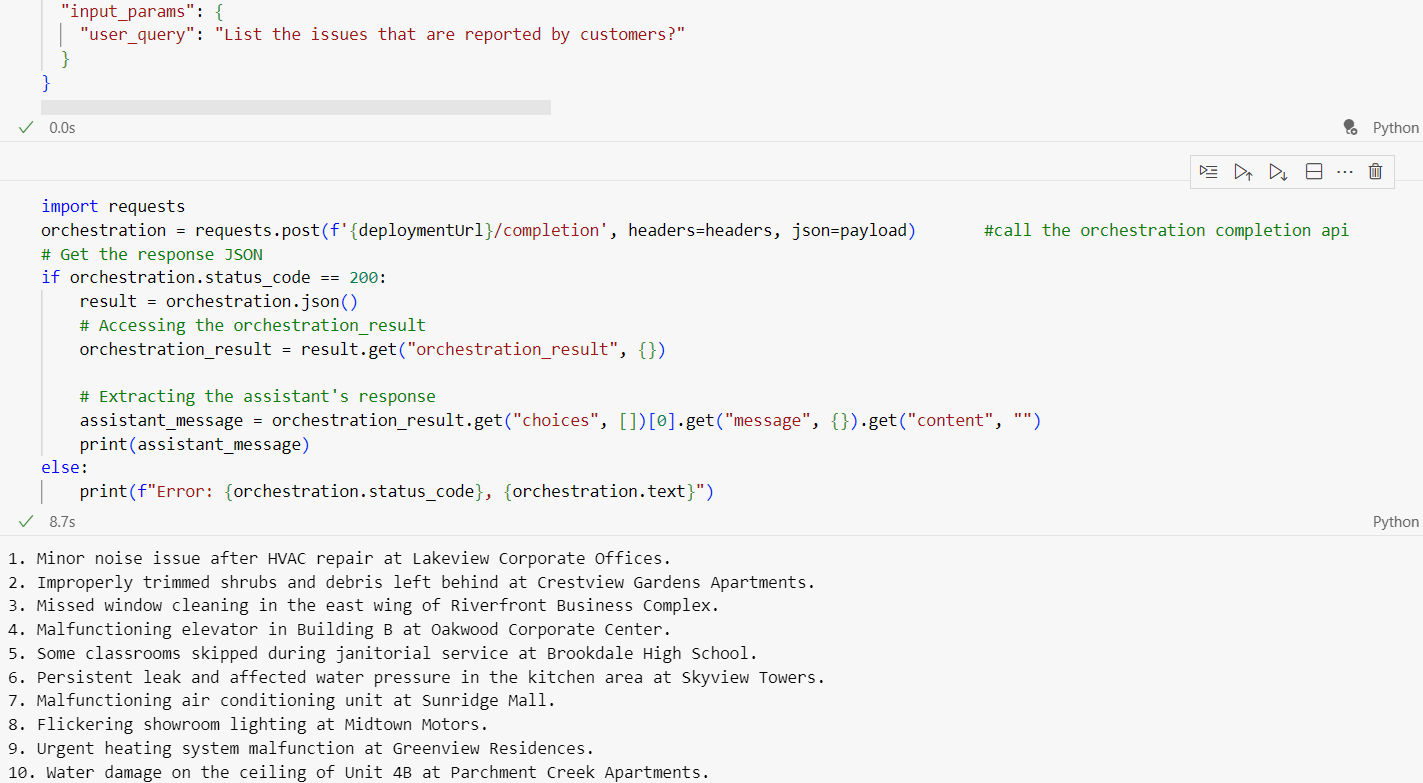 "input_params": {
"user_query": "List the issues that are reported by customers?"
}
}
0.0s Python
import requests
orchestration = requests.post(f'{deploymentUrl}/completion', headers=headers, json=payload) #call the orchestration completion api
# Get the response JSON
if orchestration.status_code == 200:
result = orchestration.json()
# Accessing the orchestration_result
orchestration_result = result.get("orchestration_result", {})
# Extracting the assistant's response
assistant_message = orchestration_result.get("choices", [])[0].get("message", {}).get("content", "")
print(assistant_message)
else:
print(f"Error: {orchestration.status_code}, {orchestration.text}")
8.7s Python
1. Minor noise issue after HVAC repair at Lakeview Corporate Offices.
2. Improperly trimmed shrubs and debris left behind at Crestview Gardens Apartments.
3. Missed window cleaning in the east wing of Riverfront Business Complex.
4. Malfunctioning elevator in Building B at Oakwood Corporate Center.
5. Some classrooms skipped during janitorial service at Brookdale High School.
6. Persistent leak and affected water pressure in the kitchen area at Skyview Towers.
7. Malfunctioning air conditioning unit at Sunridge Mall.
8. Flickering showroom lighting at Midtown Motors.
9. Urgent heating system malfunction at Greenview Residences.
10. Water damage on the ceiling of Unit 4B at Parchment Creek Apartments.